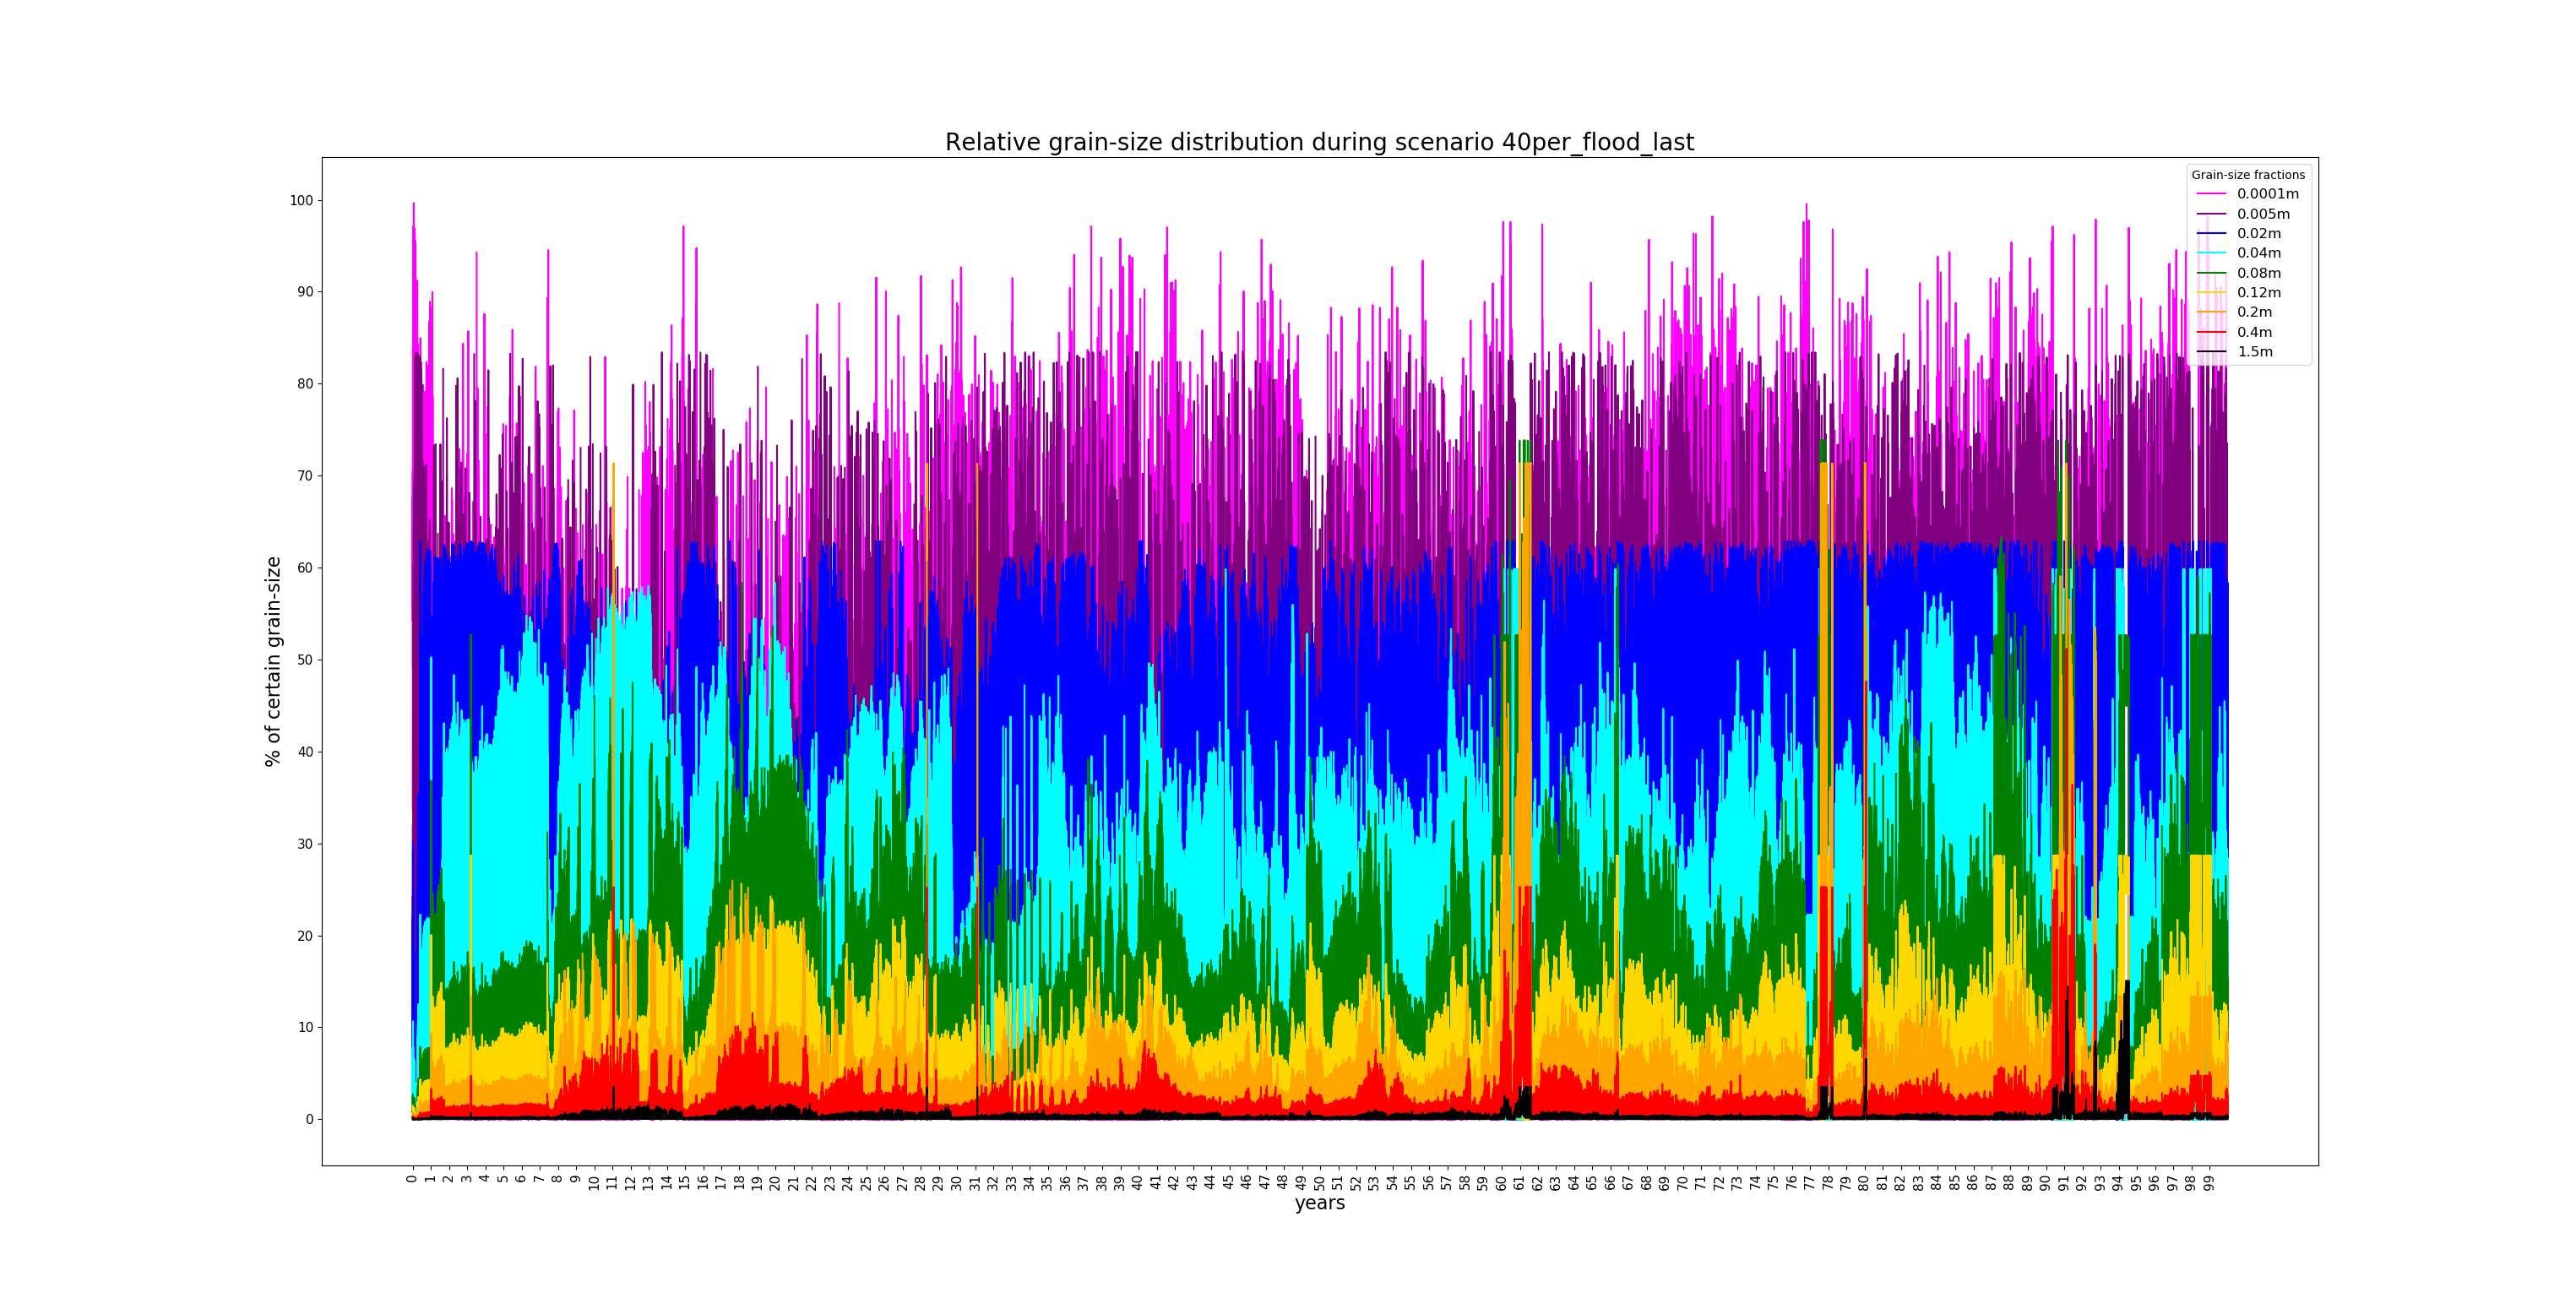 Relative grain-size distribution during scenario 40per_flood_last
Grain-size fractions
0.0001m
0.005m
0.02m
0.04m
0.08m
0.12m
0.2m
0.4m
1.5m
% of certain grain-size
100
90
80
70
60
50
40
30
20
10
0
0 1 2 3 4 5 6 7 8 9 10 11 12 13 14 15 16 17 18 19 20 21 22 23 24 25 26 27 28 29 30 31 32 33 34 35 36 37 38 39 40 41 42 43 44 45 46 47 48 49 50 51 52 53 54 55 56 57 58 59 60 61 62 63 64 65 66 67 68 69 70 71 72 73 74 75 76 77 78 79 80 81 82 83 84 85 86 87 88 89 90 91 92 93 94 95 96 97 98 99
years